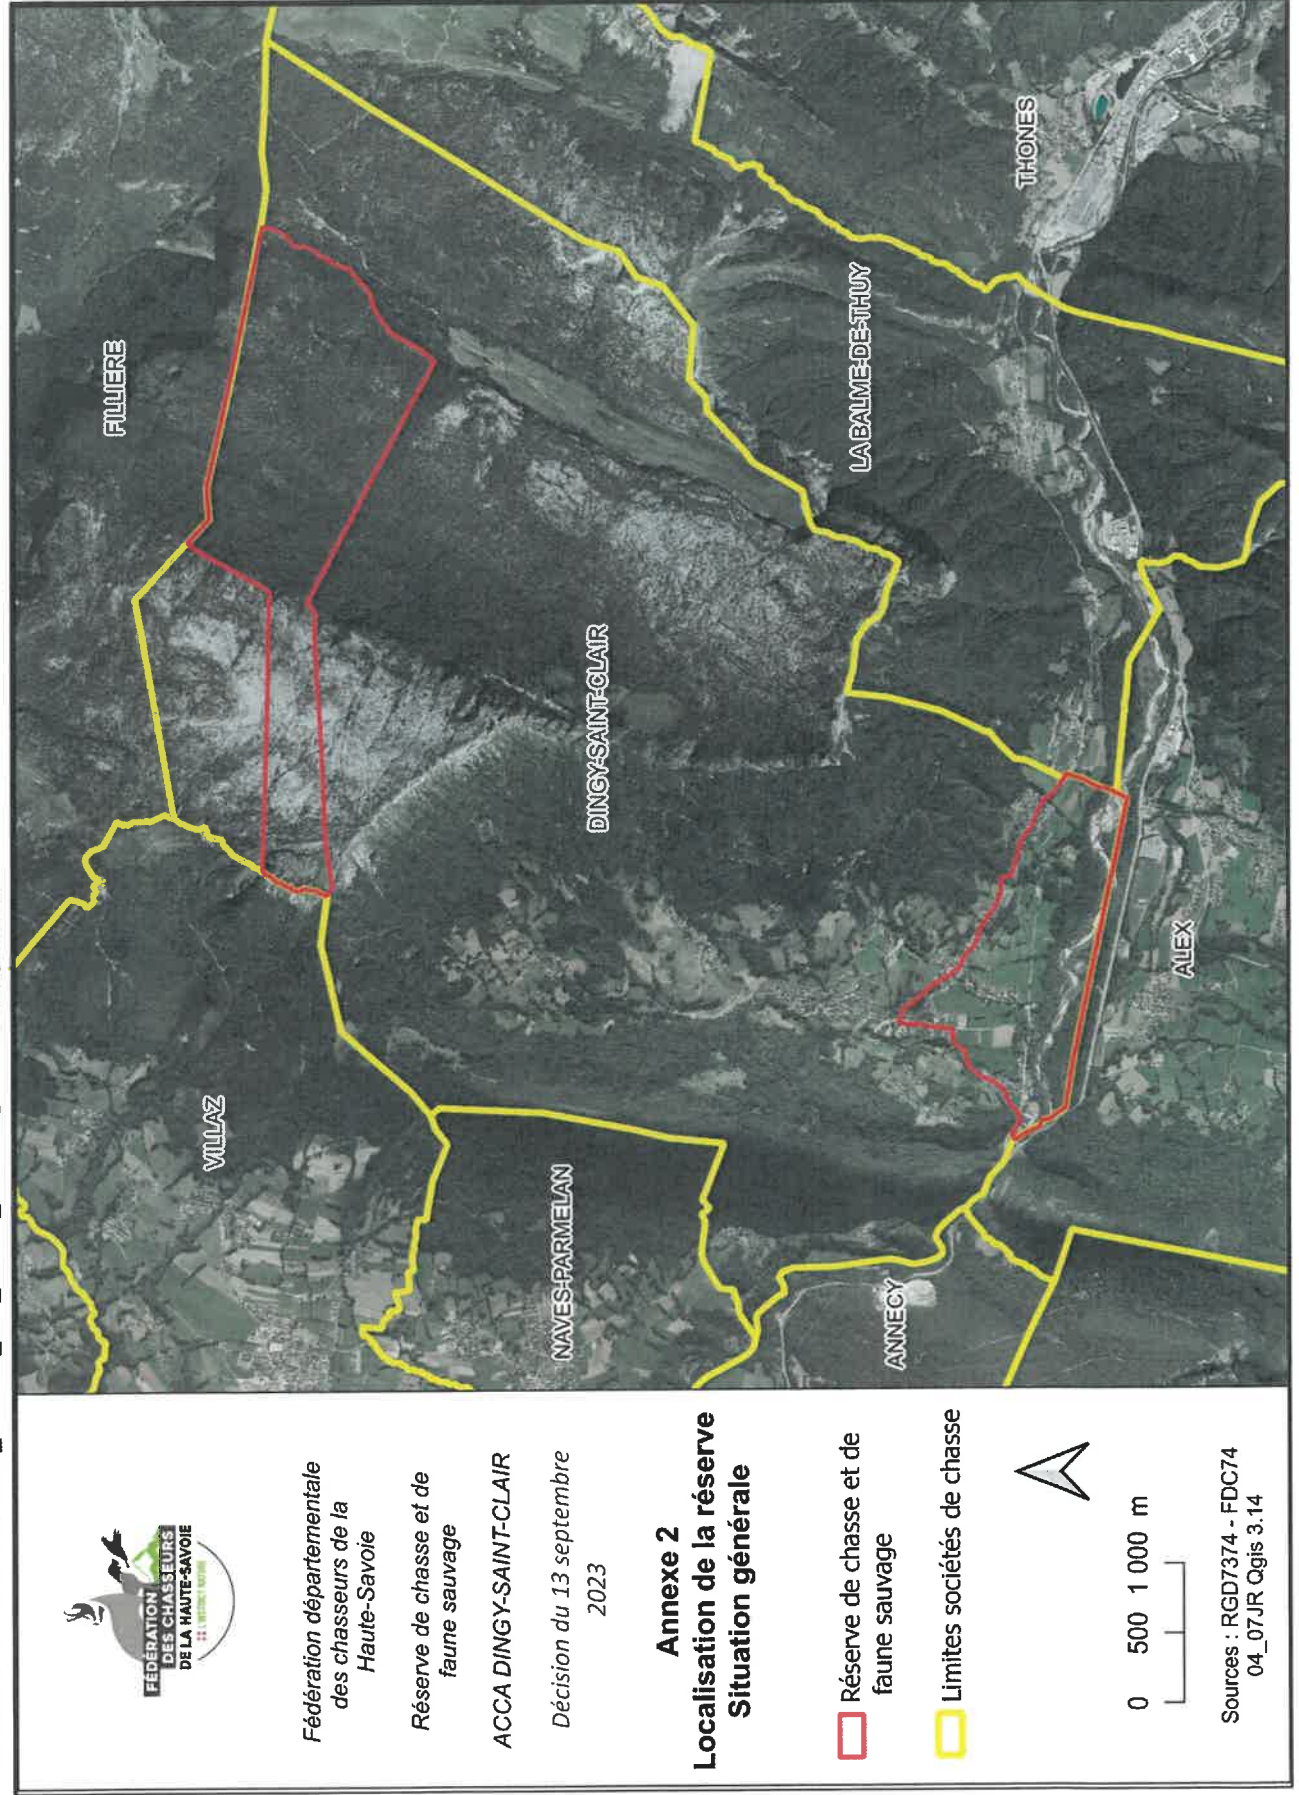 FÉDÉRATION
DES CHASSEURS
DE LA HAUTE-SAVOIE
L'INSTINCT NATURE
Fédération départementale
des chasseurs de la
Haute-Savoie
Réserve de chasse et de
faune sauvage
ACCA DINGY-SAINT-CLAIR
Décision du 13 septembre
2023
Annexe 2
Localisation de la réserve
Situation générale
Réserve de chasse et de
faune sauvage
Limites sociétés de chasse
0 500 1 000 m
Sources : RGD7374 - FDC74
04_07JR Qgis 3.14
FILLIERE
VILLAZ
THONES
LA BALME-DE-THUY
DINGY-SAINT-CLAIR
NAVES-PARMELAN
ANNECY
ALEX